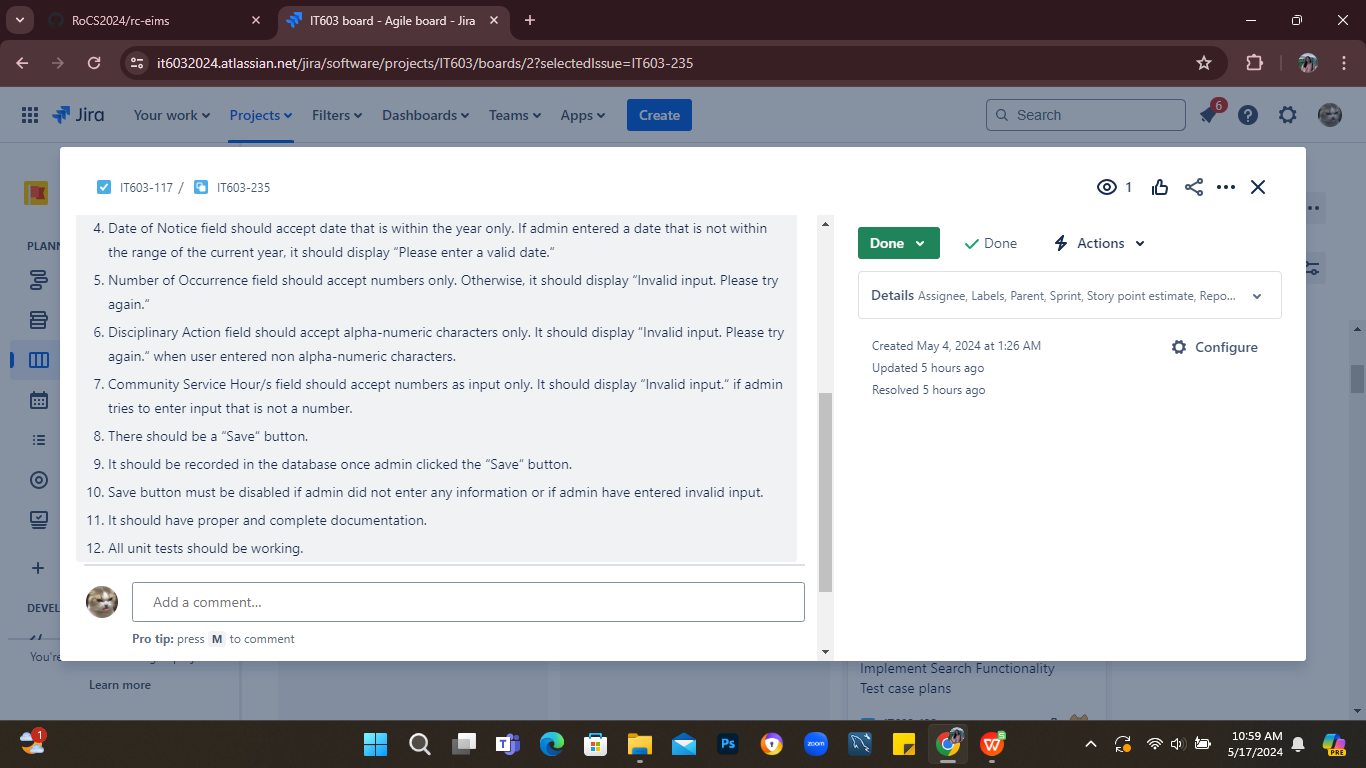 RoCS2024/rc-eims
IT603 board - Agile board - Jira
it6032024.atlassian.net/jira/software/projects/IT603/boards/2?selectedIssue=IT603-235
Jira
Your work
Projects
Filters
Dashboards
Teams
Apps
Create
Search
6
IT603-117 / IT603-235
1
PLANN
4. Date of Notice field should accept date that is within the year only. If admin entered a date that is not within
the range of the current year, it should display “Please enter a valid date.“
5. Number of Occurrence field should accept numbers only. Otherwise, it should display “Invalid input. Please try
again.“
6. Disciplinary Action field should accept alpha-numeric characters only. It should display “Invalid input. Please try
again.“ when user entered non alpha-numeric characters.
7. Community Service Hour/s field should accept numbers as input only. It should display “Invalid input.“ if admin
tries to enter input that is not a number.
8. There should be a “Save“ button.
9. It should be recorded in the database once admin clicked the “Save“ button.
10. Save button must be disabled if admin did not enter any information or if admin have entered invalid input.
11. It should have proper and complete documentation.
12. All unit tests should be working.
Add a comment...
Pro tip: press M to comment
Done
Done
Actions
Details Assignee, Labels, Parent, Sprint, Story point estimate, Repo...
Created May 4, 2024 at 1:26 AM
Updated 5 hours ago
Resolved 5 hours ago
Configure
DEVEL
You're
Learn more
Implement Search Functionality
Test case plans
1
Ps
zoom
10:59 AM
5/17/2024
PRE